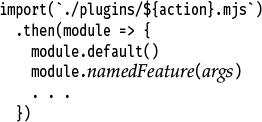 import(`./plugins/${action}.mjs`)
.then(module => {
module.default()
module.namedFeature(args)
. . .
})